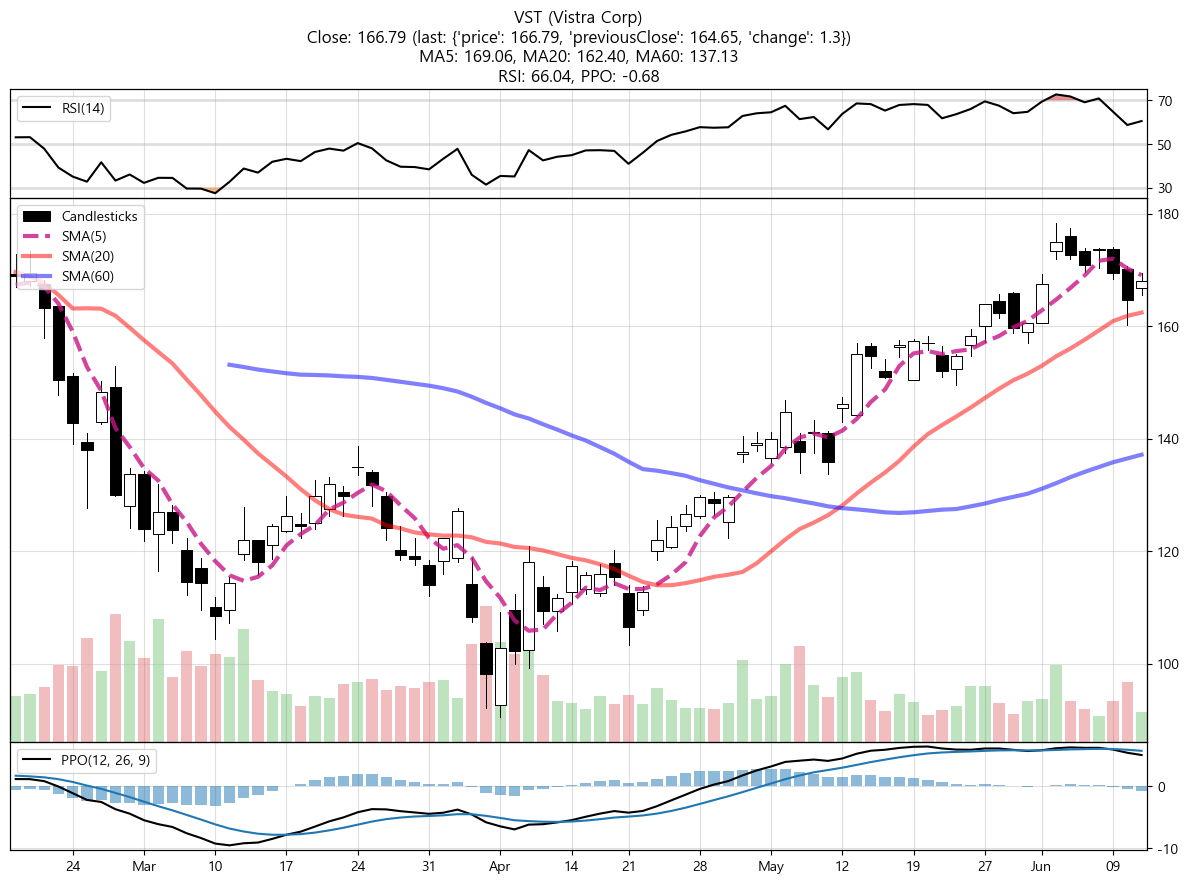 VST (Vistra Corp)
Close: 166.79 (last: {'price': 166.79, 'previousClose': 164.65, 'change': 1.3})
MA5: 169.06, MA20: 162.40, MA60: 137.13
RSI: 66.04, PPO: -0.68
RSI(14)
70
50
30
Candlesticks
SMA(5)
SMA(20)
SMA(60)
180
160
140
120
100
PPO(12, 26, 9)
0
-10
24 Mar 10 17 24 31 Apr 14 21 28 May 12 19 27 Jun 09